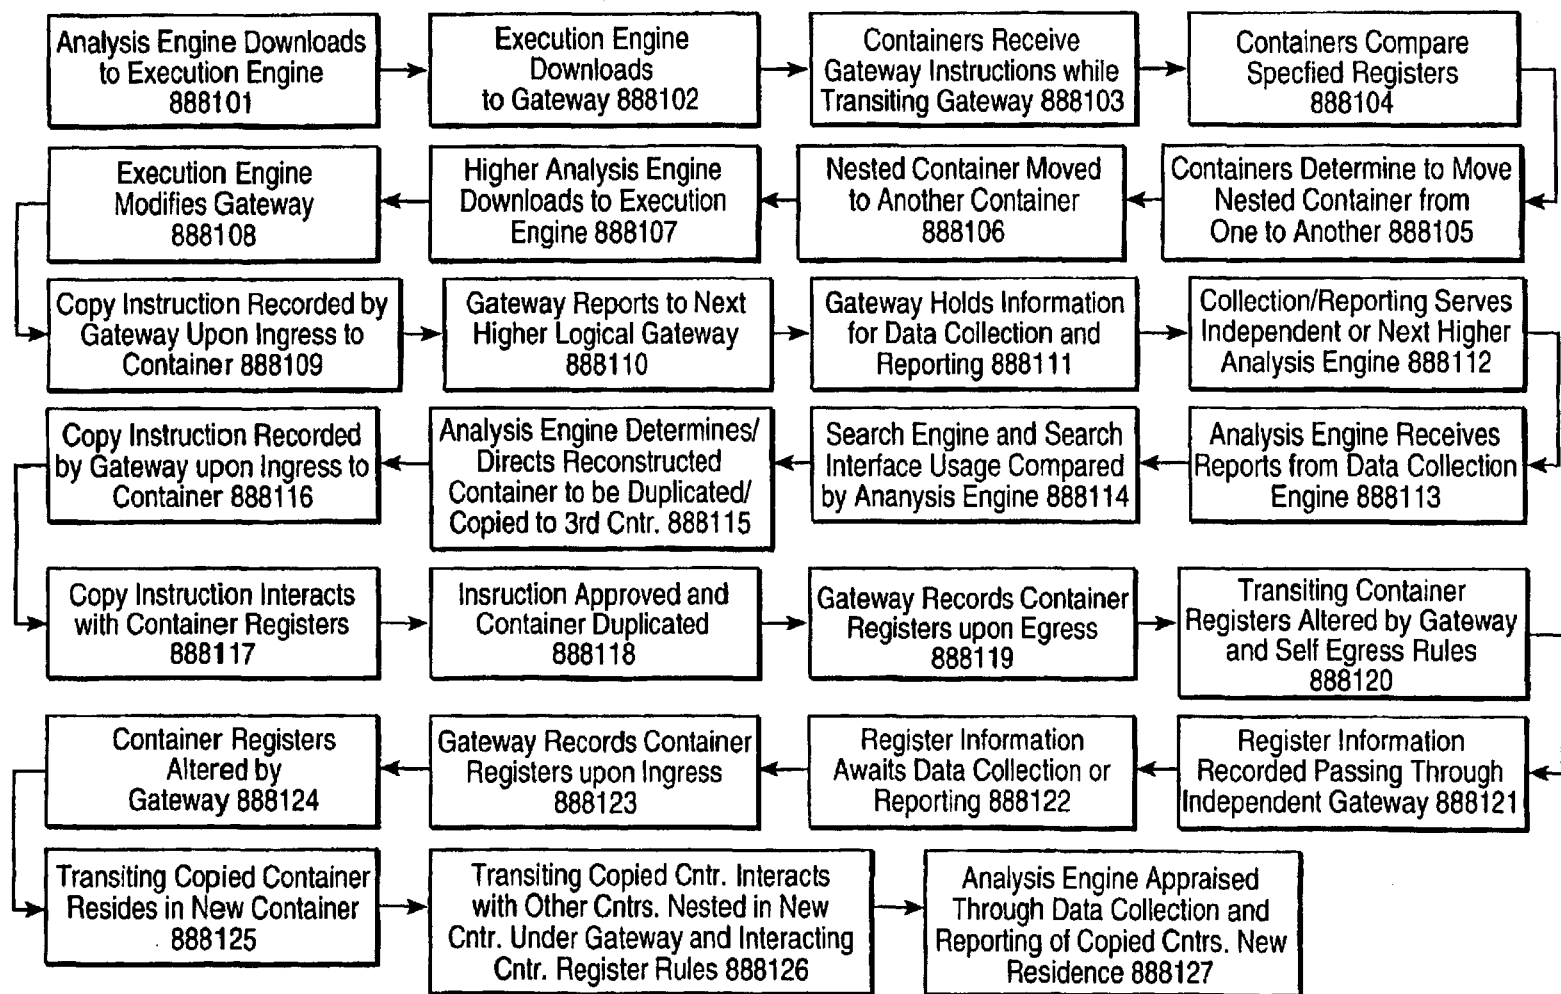 Analysis Engine Downloads
to Execution Engine
888101
Execution Engine
Downloads
to Gateway 888102
Containers Receive
Gateway Instructions while
Transiting Gateway 888103
Containers Compare
Specfied Registers
888104
Containers Determine to Move
Nested Container from
One to Another 888105
Nested Container Moved
to Another Container
888106
Higher Analysis Engine
Downloads to Execution
Engine 888107
Execution Engine
Modifies Gateway
888108
Copy Instruction Recorded by
Gateway Upon Ingress to
Container 888109
Gateway Reports to Next
Higher Logical Gateway
888110
Gateway Holds Information
for Data Collection and
Reporting 888111
Collection/Reporting Serves
Independent or Next Higher
Analysis Engine 888112
Analysis Engine Receives
Reports from Data Collection
Engine 888113
Search Engine and Search
Interface Usage Compared
by Ananysis Engine 888114
Analysis Engine Determines/
Directs Reconstructed
Container to be Duplicated/
Copied to 3rd Cntr. 888115
Copy Instruction Recorded
by Gateway upon Ingress to
Container 888116
Copy Instruction Interacts
with Container Registers
888117
Insruction Approved and
Container Duplicated
888118
Gateway Records Container
Registers upon Egress
888119
Transiting Container
Registers Altered by Gateway
and Self Egress Rules
888120
Register Information
Recorded Passing Through
Independent Gateway 888121
Register Information
Awaits Data Collection or
Reporting 888122
Gateway Records Container
Registers upon Ingress
888123
Container Registers
Altered by
Gateway 888124
Transiting Copied Container
Resides in New Container
888125
Transiting Copied Cntr. Interacts
with Other Cntrs. Nested in New
Cntr. Under Gateway and Interacting
Cntr. Register Rules 888126
Analysis Engine Appraised
Through Data Collection and
Reporting of Copied Cntrs. New
Residence 888127